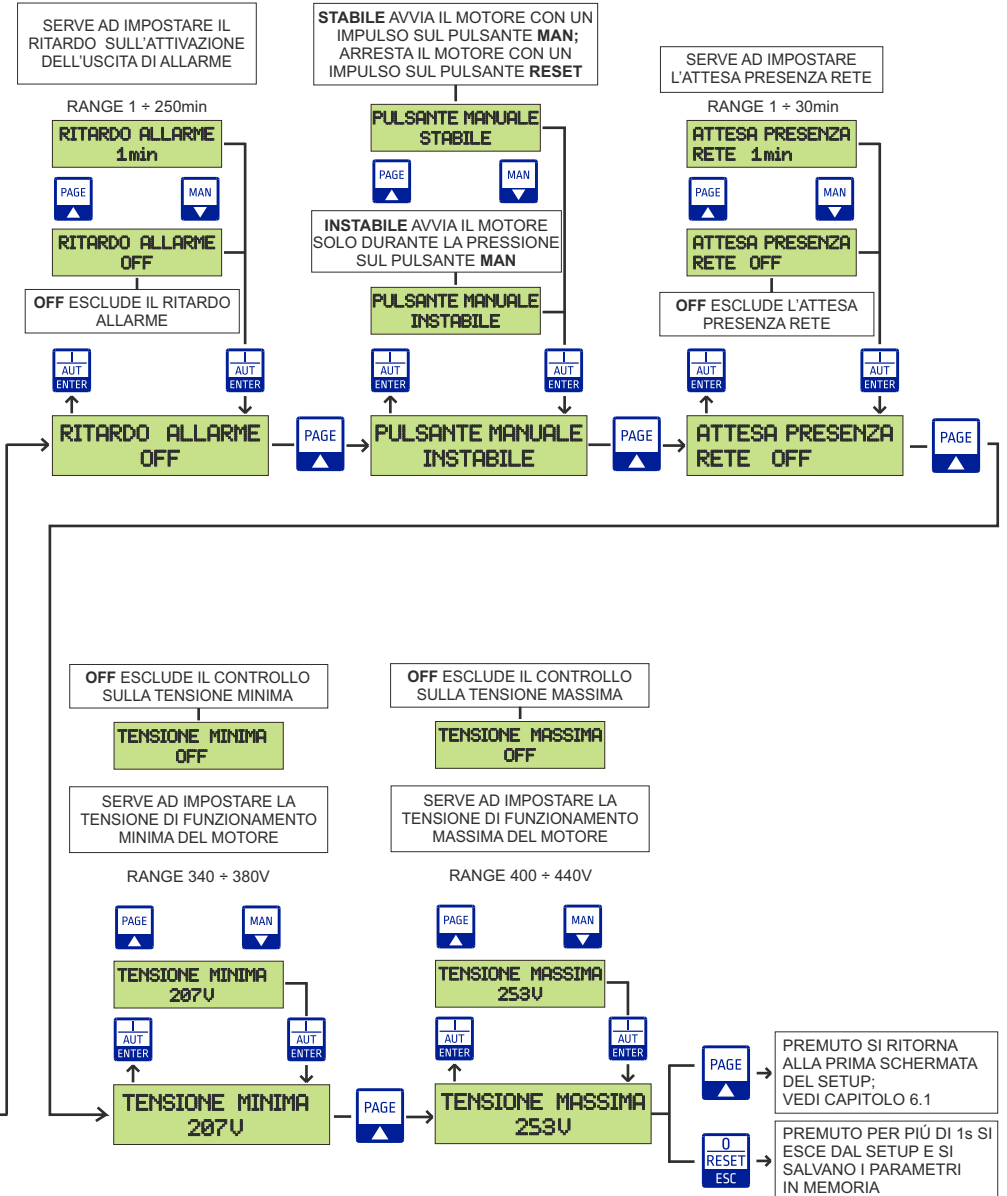 SERVE AD IMPOSTARE IL
RITARDO SULL'ATTIVAZIONE
DELL'USCITA DI ALLARME
RANGE 1 ÷ 250min
RITARDO ALLARME
1min
PAGE
MAN
RITARDO ALLARME
OFF
OFF ESCLUDE IL RITARDO
ALLARME
I
AUT
ENTER
I
AUT
ENTER
RITARDO ALLARME
OFF
PAGE
STABILE AVVIA IL MOTORE CON UN
IMPULSO SUL PULSANTE MAN;
ARRESTA IL MOTORE CON UN
IMPULSO SUL PULSANTE RESET
PULSANTE MANUALE
STABILE
PAGE
MAN
INSTABILE AVVIA IL MOTORE
SOLO DURANTE LA PRESSIONE
SUL PULSANTE MAN
PULSANTE MANUALE
INSTABILE
I
AUT
ENTER
I
AUT
ENTER
PULSANTE MANUALE
INSTABILE
PAGE
SERVE AD IMPOSTARE
L'ATTESA PRESENZA RETE
RANGE 1 ÷ 30min
ATTESA PRESENZA
RETE 1min
PAGE
MAN
ATTESA PRESENZA
RETE OFF
OFF ESCLUDE L'ATTESA
PRESENZA RETE
I
AUT
ENTER
I
AUT
ENTER
ATTESA PRESENZA
RETE OFF
PAGE
OFF ESCLUDE IL CONTROLLO
SULLA TENSIONE MINIMA
TENSIONE MINIMA
OFF
SERVE AD IMPOSTARE LA
TENSIONE DI FUNZIONAMENTO
MINIMA DEL MOTORE
RANGE 340 ÷ 380V
PAGE
MAN
TENSIONE MINIMA
207V
I
AUT
ENTER
I
AUT
ENTER
TENSIONE MINIMA
207V
PAGE
OFF ESCLUDE IL CONTROLLO
SULLA TENSIONE MASSIMA
TENSIONE MASSIMA
OFF
SERVE AD IMPOSTARE LA
TENSIONE DI FUNZIONAMENTO
MASSIMA DEL MOTORE
RANGE 400 ÷ 440V
PAGE
MAN
TENSIONE MASSIMA
253V
I
AUT
ENTER
I
AUT
ENTER
TENSIONE MASSIMA
253V
PAGE
PREMUTO SI RITORNA
ALLA PRIMA SCHERMATA
DEL SETUP;
VEDI CAPITOLO 6.1
0
RESET
ESC
PREMUTO PER PIÚ DI 1s SI
ESCE DAL SETUP E SI
SALVANO I PARAMETRI
IN MEMORIA